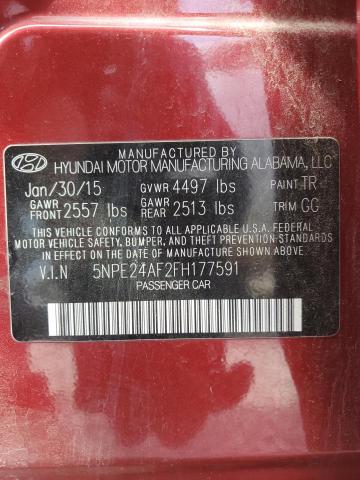 MANUFACTURED BY
HYUNDAI MOTOR MANUFACTURING ALABAMA, LLC
Jan/30/15 GVWR 4497 lbs PAINT TR
GAWR FRONT 2557 lbs GAWR REAR 2513 lbs TRIM GG
THIS VEHICLE CONFORMS TO ALL APPLICABLE U.S.A. FEDERAL
MOTOR VEHICLE SAFETY, BUMPER, AND THEFT PREVENTION STANDARDS
IN EFFECT ON THE DATE OF MANUFACTURE SHOWN ABOVE.
V.I.N 5NPE24AF2FH177591
PASSENGER CAR